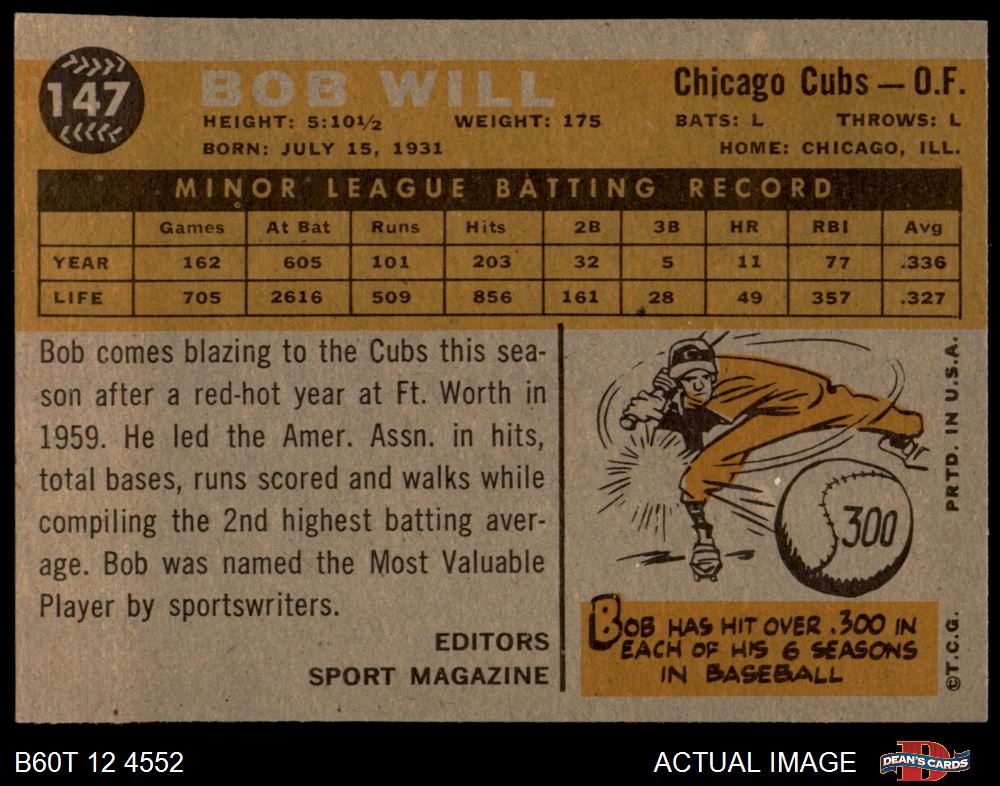 147
BOB WILL
Chicago Cubs — O.F.
HEIGHT: 5:10½ WEIGHT: 175 BATS: L THROWS: L
BORN: JULY 15, 1931 HOME: CHICAGO, ILL.
MINOR LEAGUE BATTING RECORD
Games At Bat Runs Hits 2B 3B HR RBI Avg
YEAR 162 605 101 203 32 5 11 77 .336
LIFE 705 2616 509 856 161 28 49 357 .327
Bob comes blazing to the Cubs this sea-
son after a red-hot year at Ft. Worth in
1959. He led the Amer. Assn. in hits,
total bases, runs scored and walks while
compiling the 2nd highest batting aver-
age. Bob was named the Most Valuable
Player by sportswriters.
EDITORS
SPORT MAGAZINE
300
BOB HAS HIT OVER .300 IN
EACH OF HIS 6 SEASONS
IN BASEBALL
©T.C.G. PRTD. IN U.S.A.
B60T 12 4552 ACTUAL IMAGE
D
DEAN'S CARDS